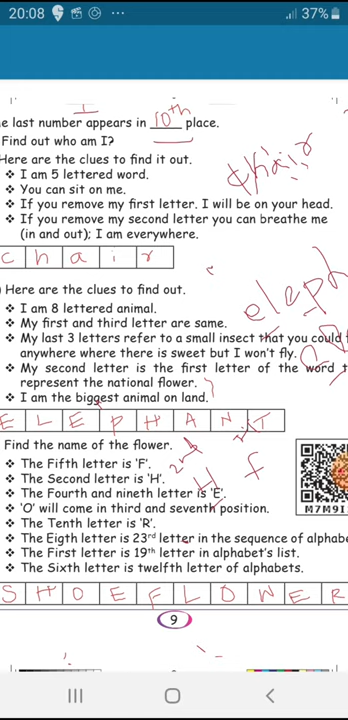 20:08 37%
I
e last number appears in 10th place.
Find out who am I?
Here are the clues to find it out.
❖ I am 5 lettered word.
❖ You can sit on me.
❖ If you remove my first letter. I will be on your head.
❖ If you remove my second letter you can breathe me
(in and out); I am everywhere.
chair
c h a i r
) Here are the clues to find out.
❖ I am 8 lettered animal.
❖ My first and third letter are same.
❖ My last 3 letters refer to a small insect that you could f
anywhere where there is sweet but I won't fly.
❖ My second letter is the first letter of the word t
represent the national flower.
❖ I am the biggest animal on land.
eleph
E L E P H A N T
Find the name of the flower.
❖ The Fifth letter is 'F'.
❖ The Second letter is 'H'.
❖ The Fourth and nineth letter is 'E'.
❖ 'O' will come in third and seventh position.
❖ The Tenth letter is 'R'.
❖ The Eigth letter is 23rd letter in the sequence of alphabe
❖ The First letter is 19th letter in alphabet's list.
❖ The Sixth letter is twelfth letter of alphabets.
2nd H f
M7M9I
S H O E F L O W E R
9